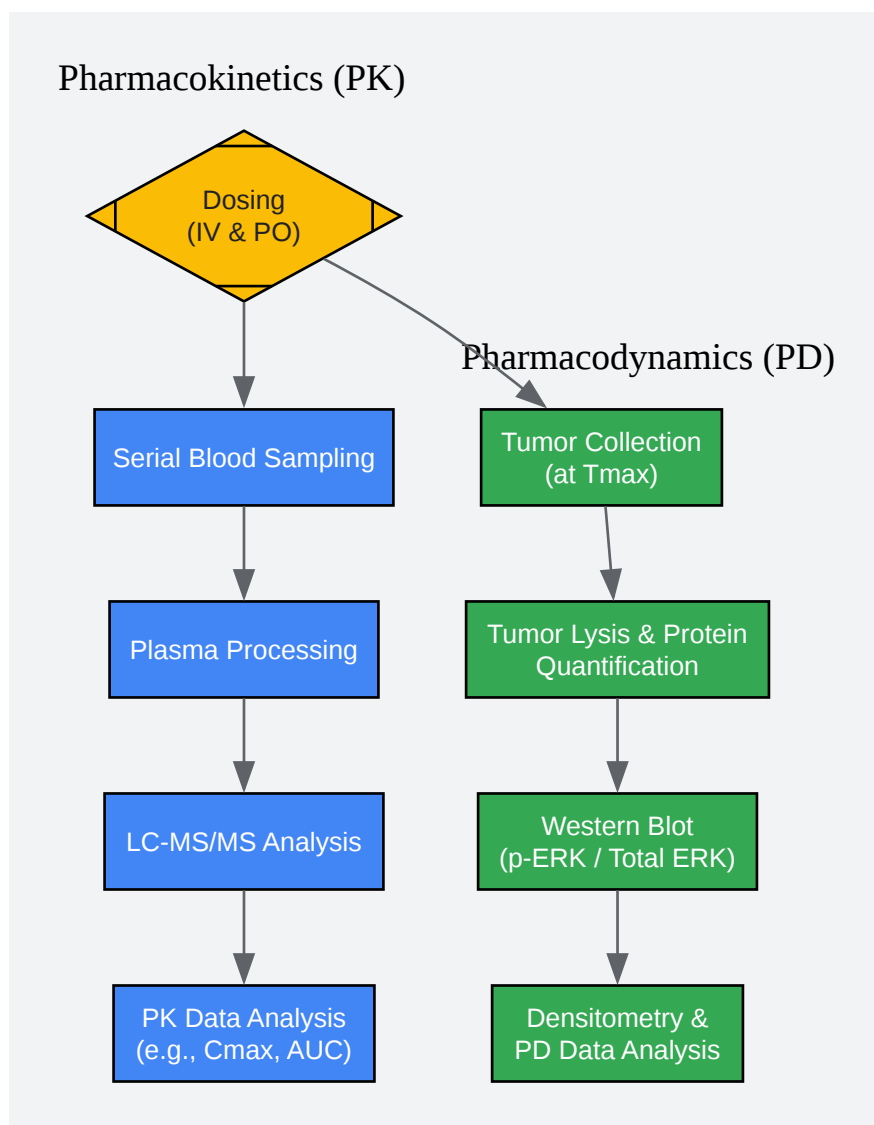 Pharmacokinetics (PK)
Dosing
(IV & PO)
Pharmacodynamics (PD)
Serial Blood Sampling
Tumor Collection
(at Tmax)
Plasma Processing
Tumor Lysis & Protein
Quantification
LC-MS/MS Analysis
Western Blot
(p-ERK / Total ERK)
PK Data Analysis
(e.g., Cmax, AUC)
Densitometry &
PD Data Analysis